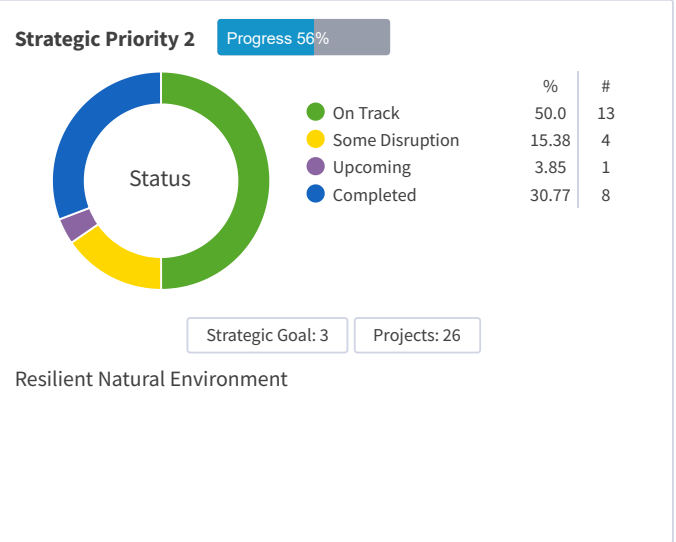 Strategic Priority 2 Progress 56%
% #
Status
On Track 50.0 13
Some Disruption 15.38 4
Upcoming 3.85 1
Completed 30.77 8
Strategic Goal: 3 Projects: 26
Resilient Natural Environment